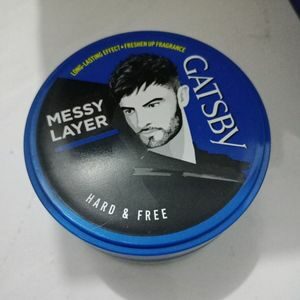 LONG-LASTING EFFECT + FRESHEN UP FRAGRANCE
GATSBY
MESSY
LAYER
HARD & FREE